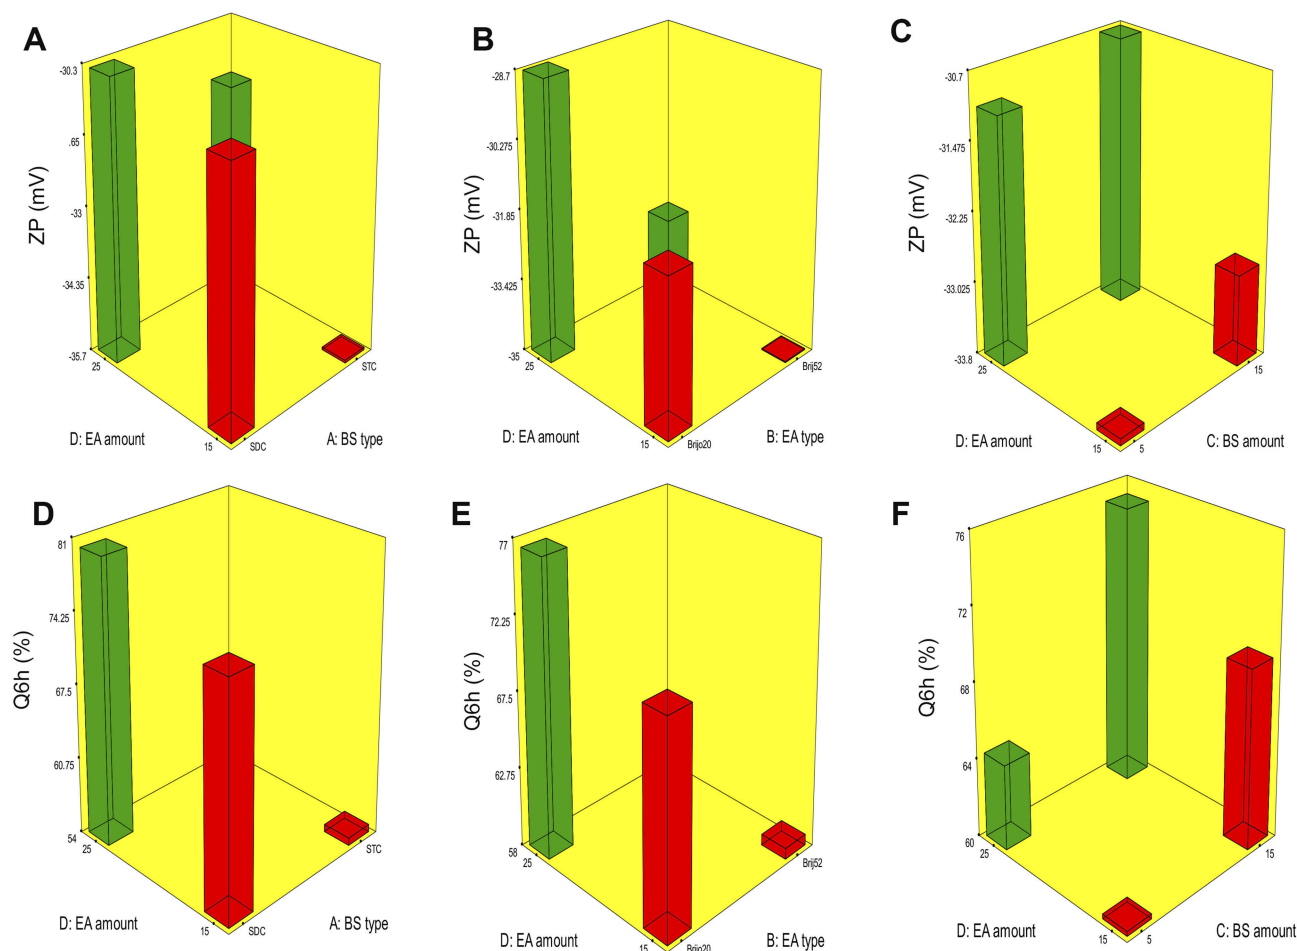 A
ZP (mV)
-30.3
.65
-33
-34.35
-35.7
25
15
SDC
STC
D: EA amount
A: BS type
B
ZP (mV)
-28.7
-30.275
-31.85
-33.425
-35
25
15
Brijo20
Brij52
D: EA amount
B: EA type
C
ZP (mV)
-30.7
-31.475
-32.25
-33.025
-33.8
25
15
5
15
D: EA amount
C: BS amount
D
Q6h (%)
81
74.25
67.5
60.75
54
25
15
SDC
STC
D: EA amount
A: BS type
E
Q6h (%)
77
72.25
67.5
62.75
58
25
15
Brijo20
Brij52
D: EA amount
B: EA type
F
Q6h (%)
76
72
68
64
60
25
15
5
15
D: EA amount
C: BS amount